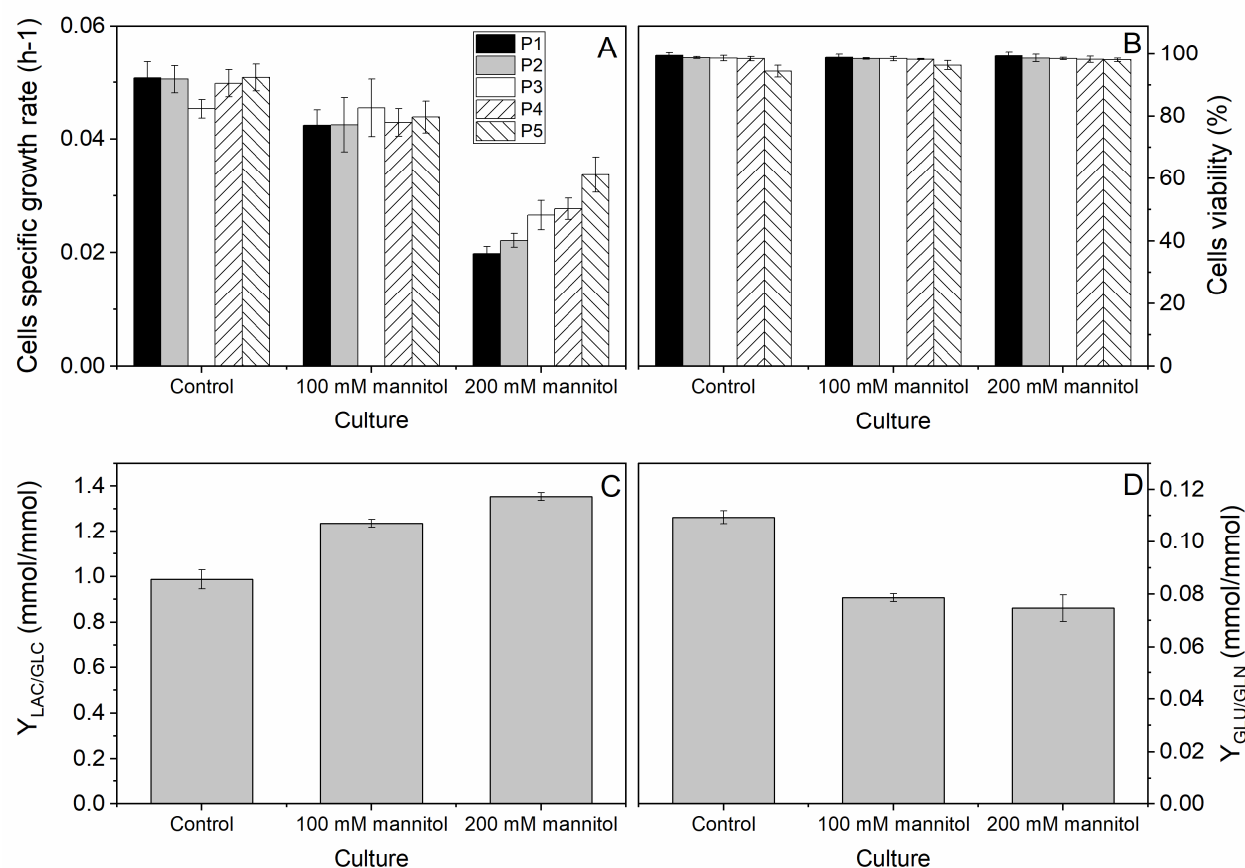 A
Cells specific growth rate (h-1)
0.06
0.04
0.02
0.00
P1
P2
P3
P4
P5
Control
100 mM mannitol
200 mM mannitol
Culture
B
Cells viability (%)
100
80
60
40
20
0
Control
100 mM mannitol
200 mM mannitol
Culture
C
Y_LAC/GLC (mmol/mmol)
1.4
1.2
1.0
0.8
0.6
0.4
0.2
0.0
Control
100 mM mannitol
200 mM mannitol
Culture
D
Y_GLU/GLN (mmol/mmol)
0.12
0.10
0.08
0.06
0.04
0.02
0.00
Control
100 mM mannitol
200 mM mannitol
Culture